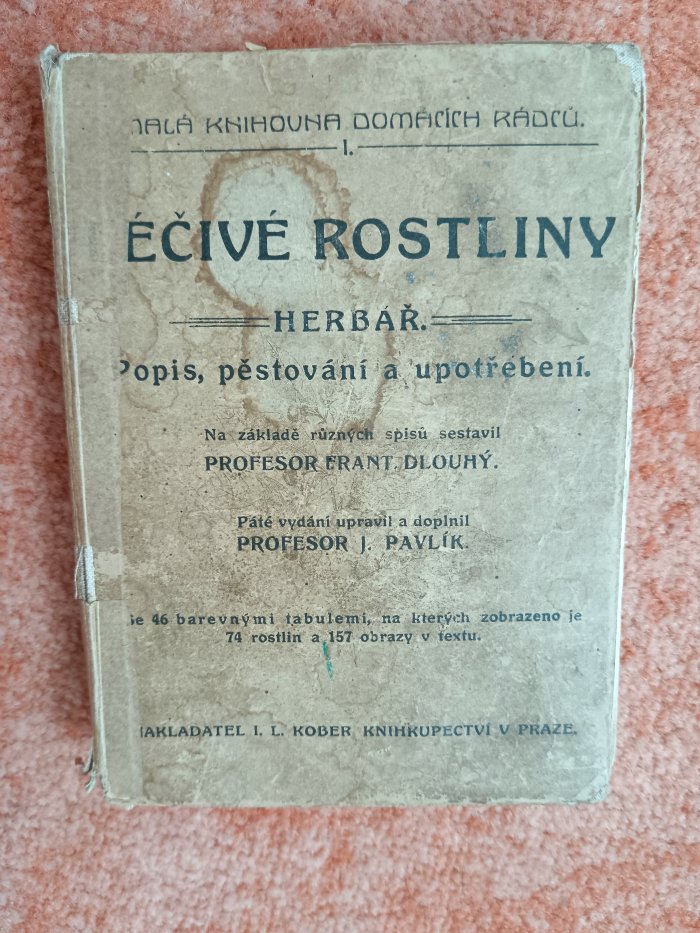 MALÁ KNIHOVNA DOMÁCÍCH RÁDCŮ.
I.
ÉČIVÉ ROSTLINY
HERBÁŘ.
Popis, pěstování a upotřebení.
Na základě různých spisů sestavil
PROFESOR FRANT. DLOUHÝ.
Páté vydání upravil a doplnil
PROFESOR J. PAVLÍK.
Se 46 barevnými tabulemi, na kterých zobrazeno je
74 rostlin a 157 obrazy v textu.
NAKLADATEL I. L. KOBER KNIHKUPECTVÍ V PRAZE.